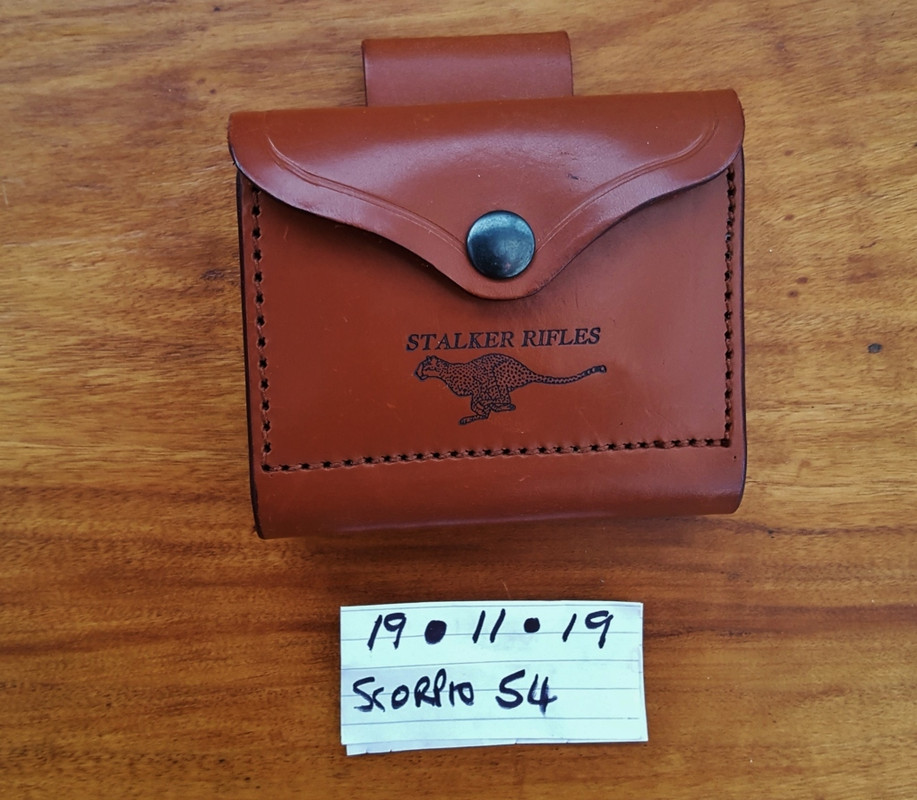 STALKER RIFLES
19•11•19
SCORPIO 54